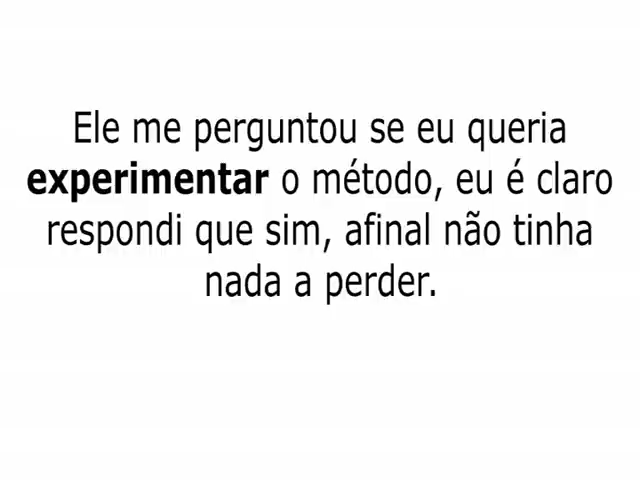 Ele me perguntou se eu queria
experimentar o método, eu é claro
respondi que sim, afinal não tinha
nada a perder.